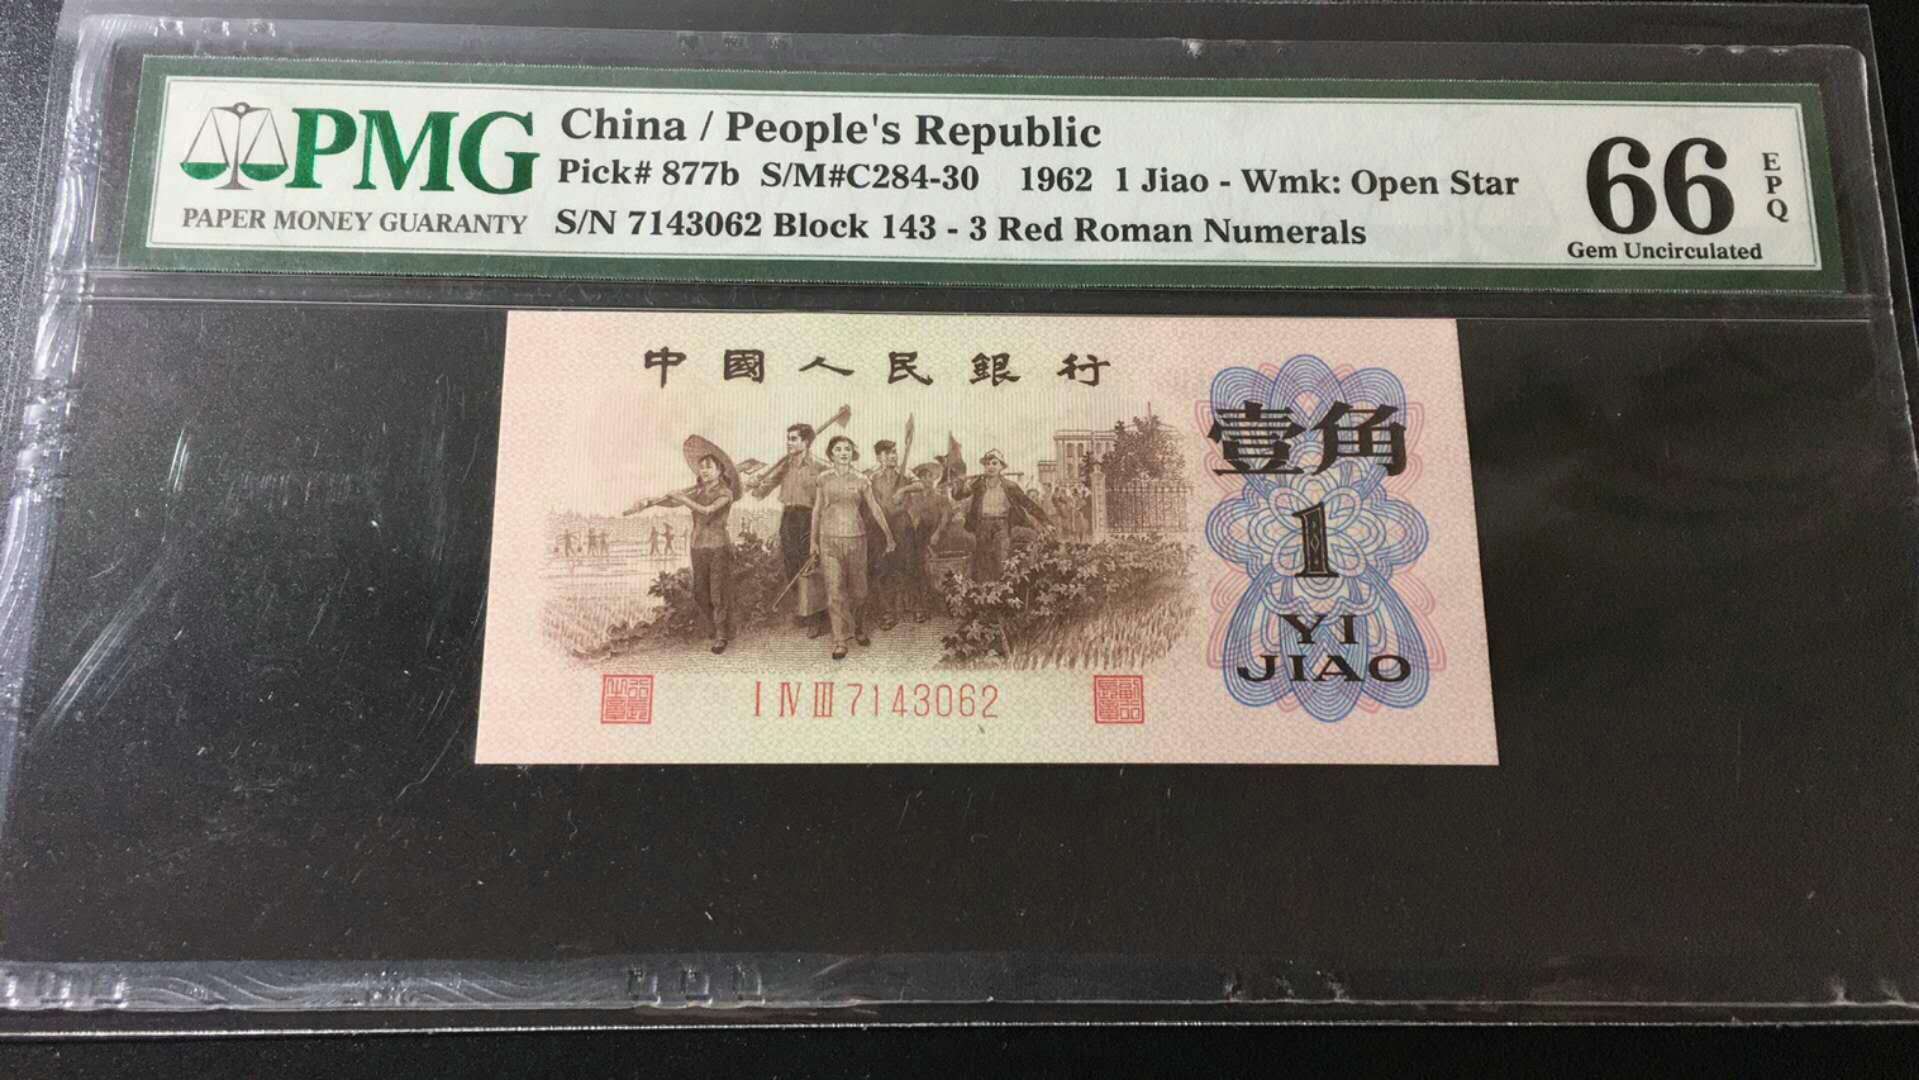 PMG
PAPER MONEY GUARANTY
China / People's Republic
Pick# 877b S/M#C284-30 1962 1 Jiao - Wmk: Open Star
S/N 7143062 Block 143 - 3 Red Roman Numerals
66
EPQ
Gem Uncirculated
中國人民銀行
壹角
1
YI
JIAO
I IV III 7143062